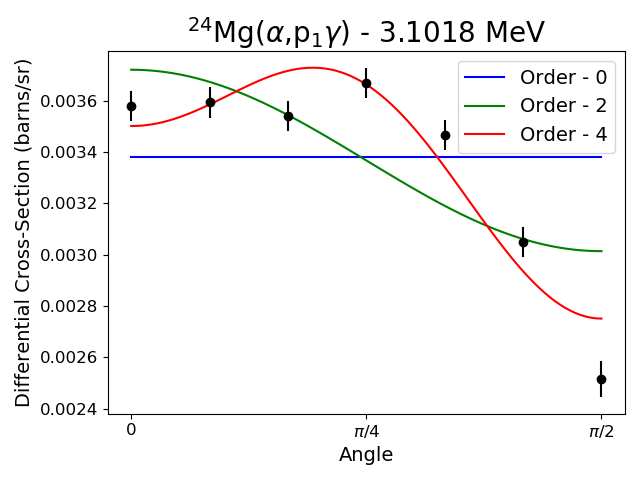 ²⁴Mg(α,p₁γ) - 3.1018 MeV
Differential Cross-Section (barns/sr)
0.0036
0.0034
0.0032
0.0030
0.0028
0.0026
0.0024
Order - 0
Order - 2
Order - 4
0
π/4
π/2
Angle